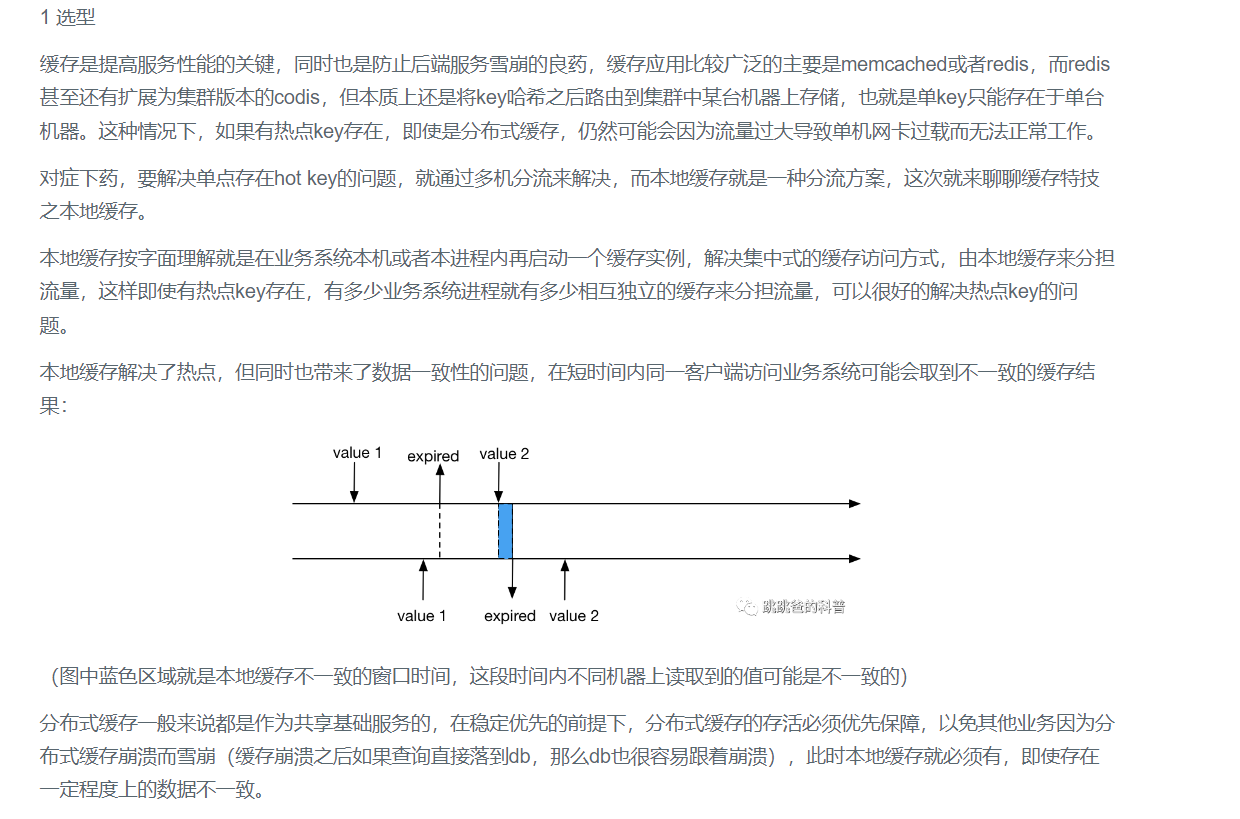 1 选型
缓存是提高服务性能的关键，同时也是防止后端服务雪崩的良药，缓存应用比较广泛的主要是memcached或者redis，而redis
甚至还有扩展为集群版本的codis，但本质上还是将key哈希之后路由到集群中某台机器上存储，也就是单key只能存在于单台
机器。这种情况下，如果有热点key存在，即使是分布式缓存，仍然可能会因为流量过大导致单机网卡过载而无法正常工作。
对症下药，要解决单点存在hot key的问题，就通过多机分流来解决，而本地缓存就是一种分流方案，这次就来聊聊缓存特技
之本地缓存。
本地缓存按字面理解就是在业务系统本机或者本进程内再启动一个缓存实例，解决集中式的缓存访问方式，由本地缓存来分担
流量，这样即使有热点key存在，有多少业务系统进程就有多少相互独立的缓存来分担流量，可以很好的解决热点key的问
题。
本地缓存解决了热点，但同时也带来了数据一致性的问题，在短时间内同一客户端访问业务系统可能会取到不一致的缓存结
果：
value 1 expired value 2
value 1 expired value 2
跳跳爸的科普
（图中蓝色区域就是本地缓存不一致的窗口时间，这段时间内不同机器上读取到的值可能是不一致的）
分布式缓存一般来说都是作为共享基础服务的，在稳定优先的前提下，分布式缓存的存活必须优先保障，以免其他业务因为分
布式缓存崩溃而雪崩（缓存崩溃之后如果查询直接落到db，那么db也很容易跟着崩溃），此时本地缓存就必须有，即使存在
一定程度上的数据不一致。